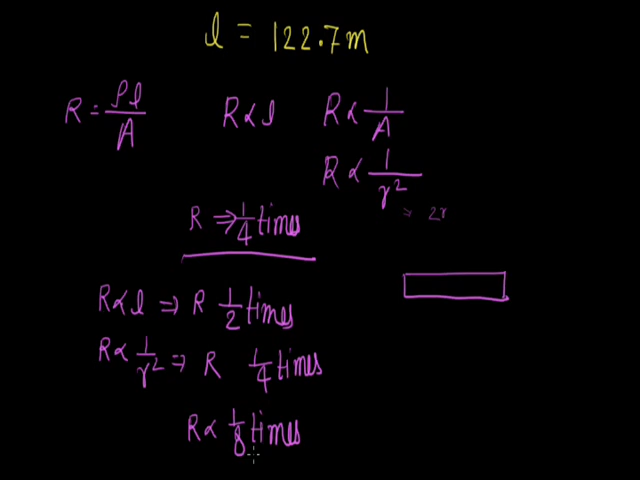 l = 122.7m
R = ρl/A   R ∝ l   R ∝ 1/A
R ∝ 1/r²
⇒ 2r
R ⇒ 1/4 times
R ∝ l ⇒ R 1/2 times
R ∝ 1/r² ⇒ R 1/4 times
R ∝ 1/8 times